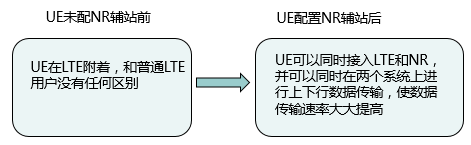 UE未配NR辅站前
UE配置NR辅站后
UE在LTE附着，和普通LTE
用户没有任何区别
UE可以同时接入LTE和NR，
并可以同时在两个系统上进
行上下行数据传输，使数据
传输速率大大提高